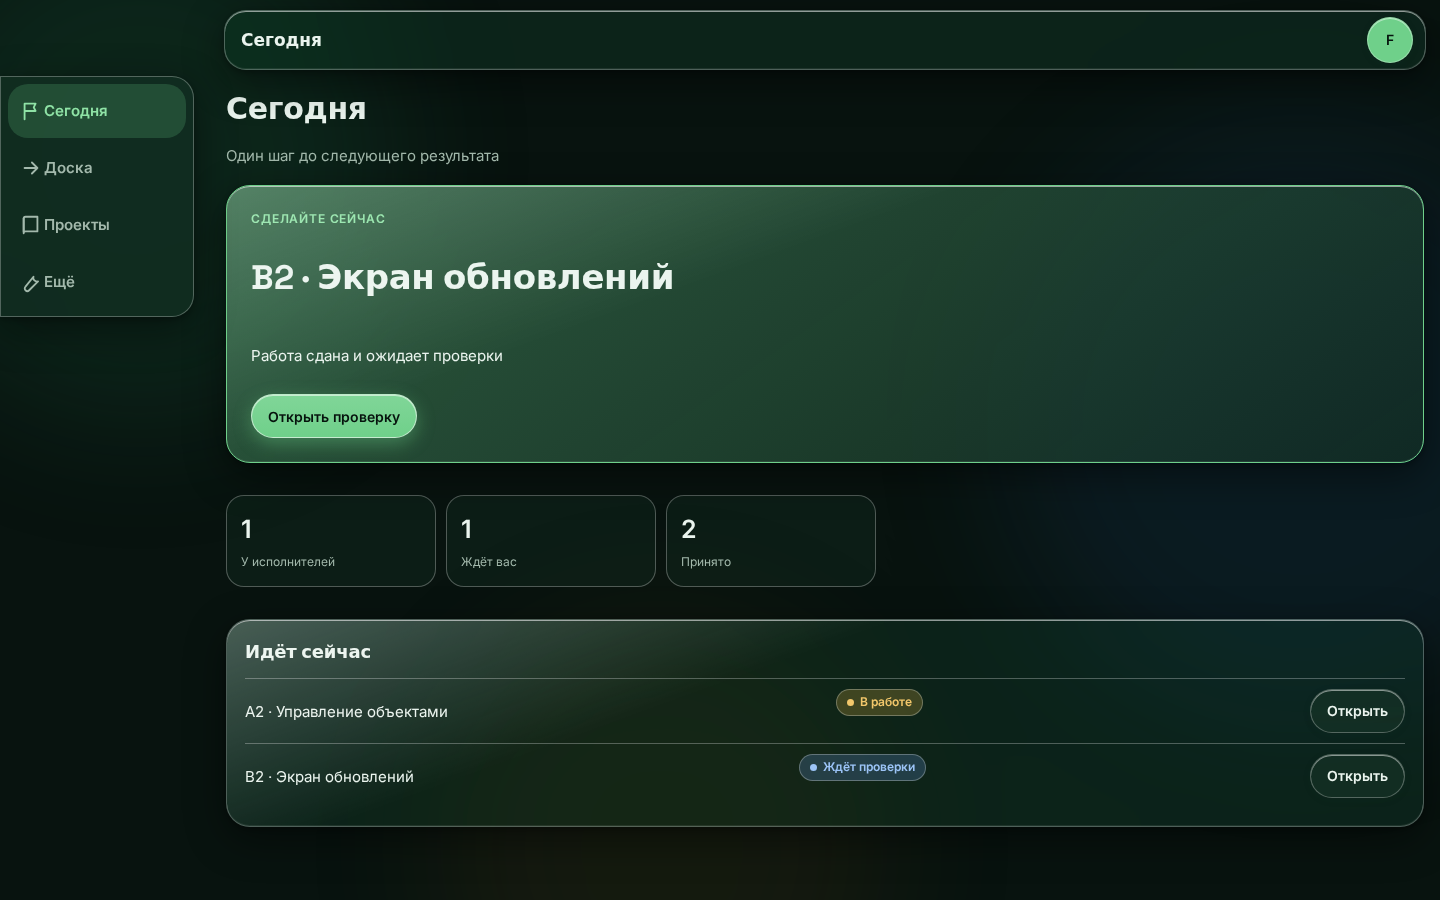 Сегодня
F
Сегодня
Доска
Проекты
Ещё
Сегодня
Один шаг до следующего результата
СДЕЛАЙТЕ СЕЙЧАС
B2 · Экран обновлений
Работа сдана и ожидает проверки
Открыть проверку
1
У исполнителей
1
Ждёт вас
2
Принято
Идёт сейчас
A2 · Управление объектами
В работе
Открыть
B2 · Экран обновлений
Ждёт проверки
Открыть